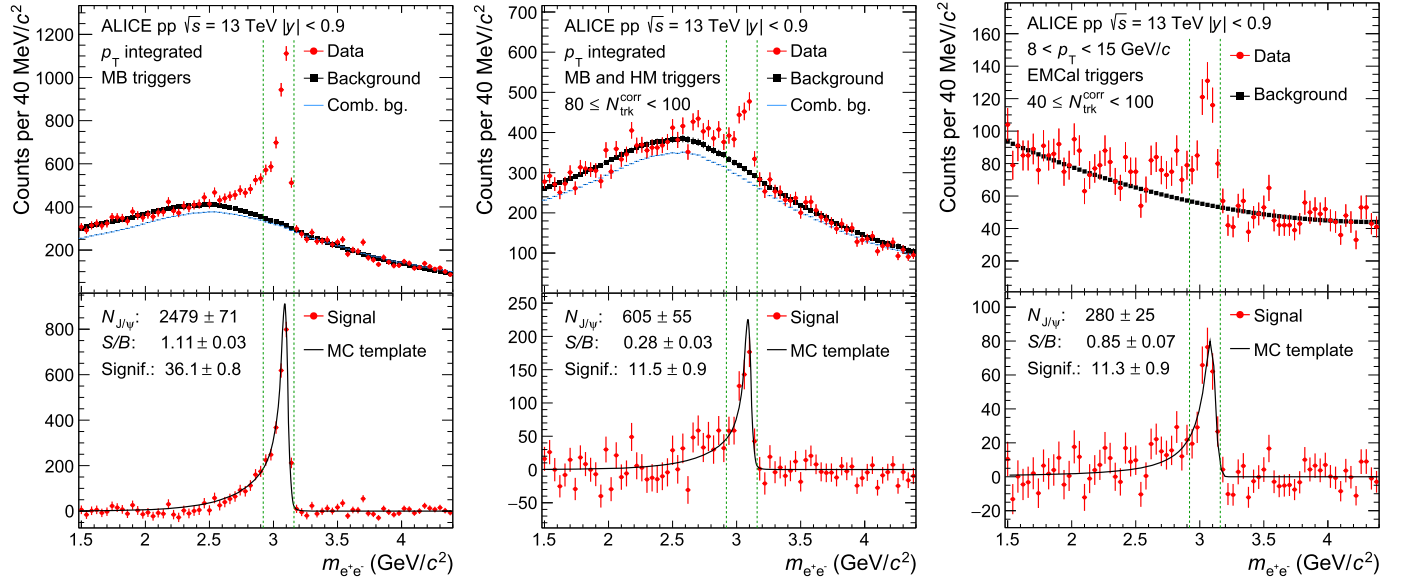 ALICE pp √s = 13 TeV |y| < 0.9
p_T integrated
MB triggers
Data
Background
Comb. bg.
Counts per 40 MeV/c²
1200
1000
800
600
400
200
N_J/ψ: 2479 ± 71
S/B: 1.11 ± 0.03
Signif.: 36.1 ± 0.8
Signal
MC template
800
600
400
200
0
1.5 2 2.5 3 3.5 4
m_e⁺e⁻ (GeV/c²)
ALICE pp √s = 13 TeV |y| < 0.9
p_T integrated
MB and HM triggers
80 ≤ N_trk^corr < 100
Data
Background
Comb. bg.
Counts per 40 MeV/c²
700
600
500
400
300
200
100
N_J/ψ: 605 ± 55
S/B: 0.28 ± 0.03
Signif.: 11.5 ± 0.9
Signal
MC template
250
200
150
100
50
0
−50
1.5 2 2.5 3 3.5 4
m_e⁺e⁻ (GeV/c²)
ALICE pp √s = 13 TeV |y| < 0.9
8 < p_T < 15 GeV/c
EMCal triggers
40 ≤ N_trk^corr < 100
Data
Background
Counts per 40 MeV/c²
160
140
120
100
80
60
40
20
N_J/ψ: 280 ± 25
S/B: 0.85 ± 0.07
Signif.: 11.3 ± 0.9
Signal
MC template
100
80
60
40
20
0
−20
1.5 2 2.5 3 3.5 4
m_e⁺e⁻ (GeV/c²)